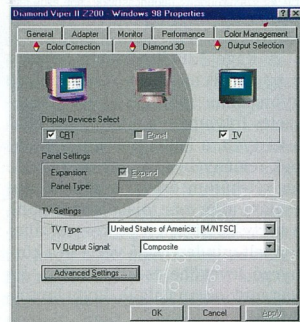 Diamond Viper II Z200 - Windows 98 Properties
General Adapter Monitor Performance Color Management
Color Correction Diamond 3D Output Selection
Display Devices Select
CRT Panel TV
Panel Settings
Expansion: Expand
Panel Type:
TV Settings
TV Type: United States of America: (M/NTSC)
TV Output Signal: Composite
Advanced Settings ...
OK Cancel Apply